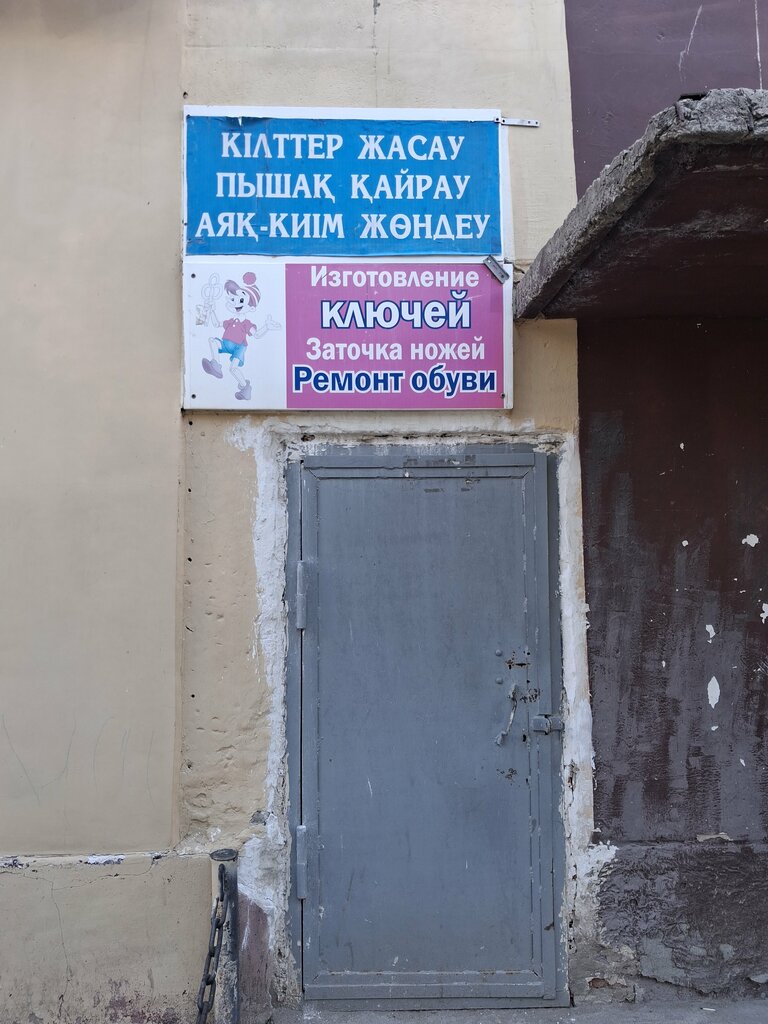 КІЛТТЕР ЖАСАУ
ПЫШАҚ ҚАЙРАУ
АЯҚ-КИІМ ЖӨНДЕУ
Изготовление
ключей
Заточка ножей
Ремонт обуви